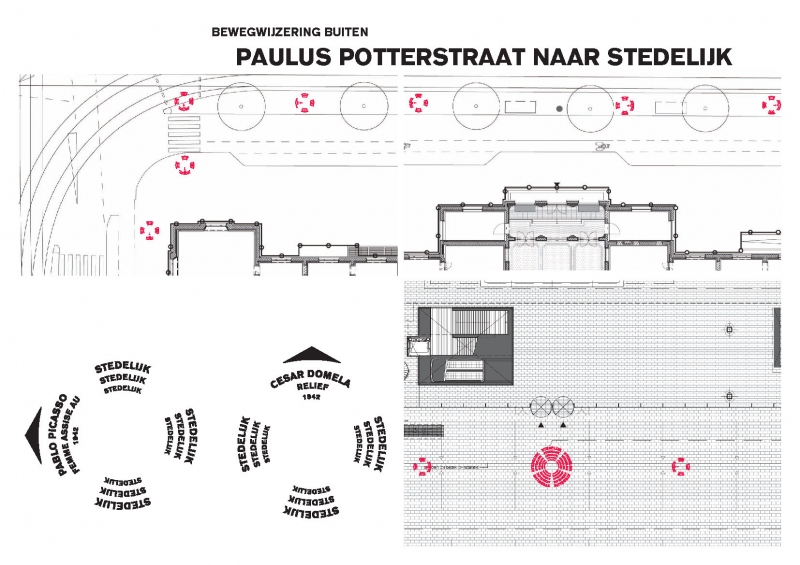 BEWEGWIJZERING BUITEN
PAULUS POTTERSTRAAT NAAR STEDELIJK
STEDELIJK
STEDELIJK
STEDELIJK
PABLO PICASSO
FEMME ASSISE AU
1942
STEDELIJK
STEDELIJK
STEDELIJK
STEDELIJK
STEDELIJK
STEDELIJK
CESAR DOMELA
RELIEF
1942
STEDELIJK
STEDELIJK
STEDELIJK
STEDELIJK
STEDELIJK
STEDELIJK
STEDELIJK
STEDELIJK
STEDELIJK